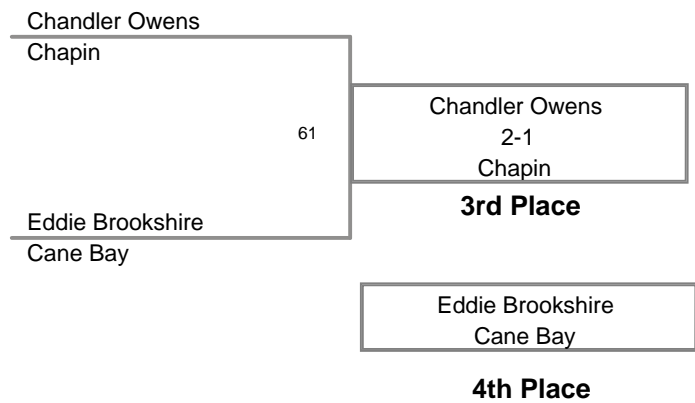 Chandler Owens
Chapin
61
Chandler Owens
2-1
Chapin
3rd Place
Eddie Brookshire
Cane Bay
Eddie Brookshire
Cane Bay
4th Place